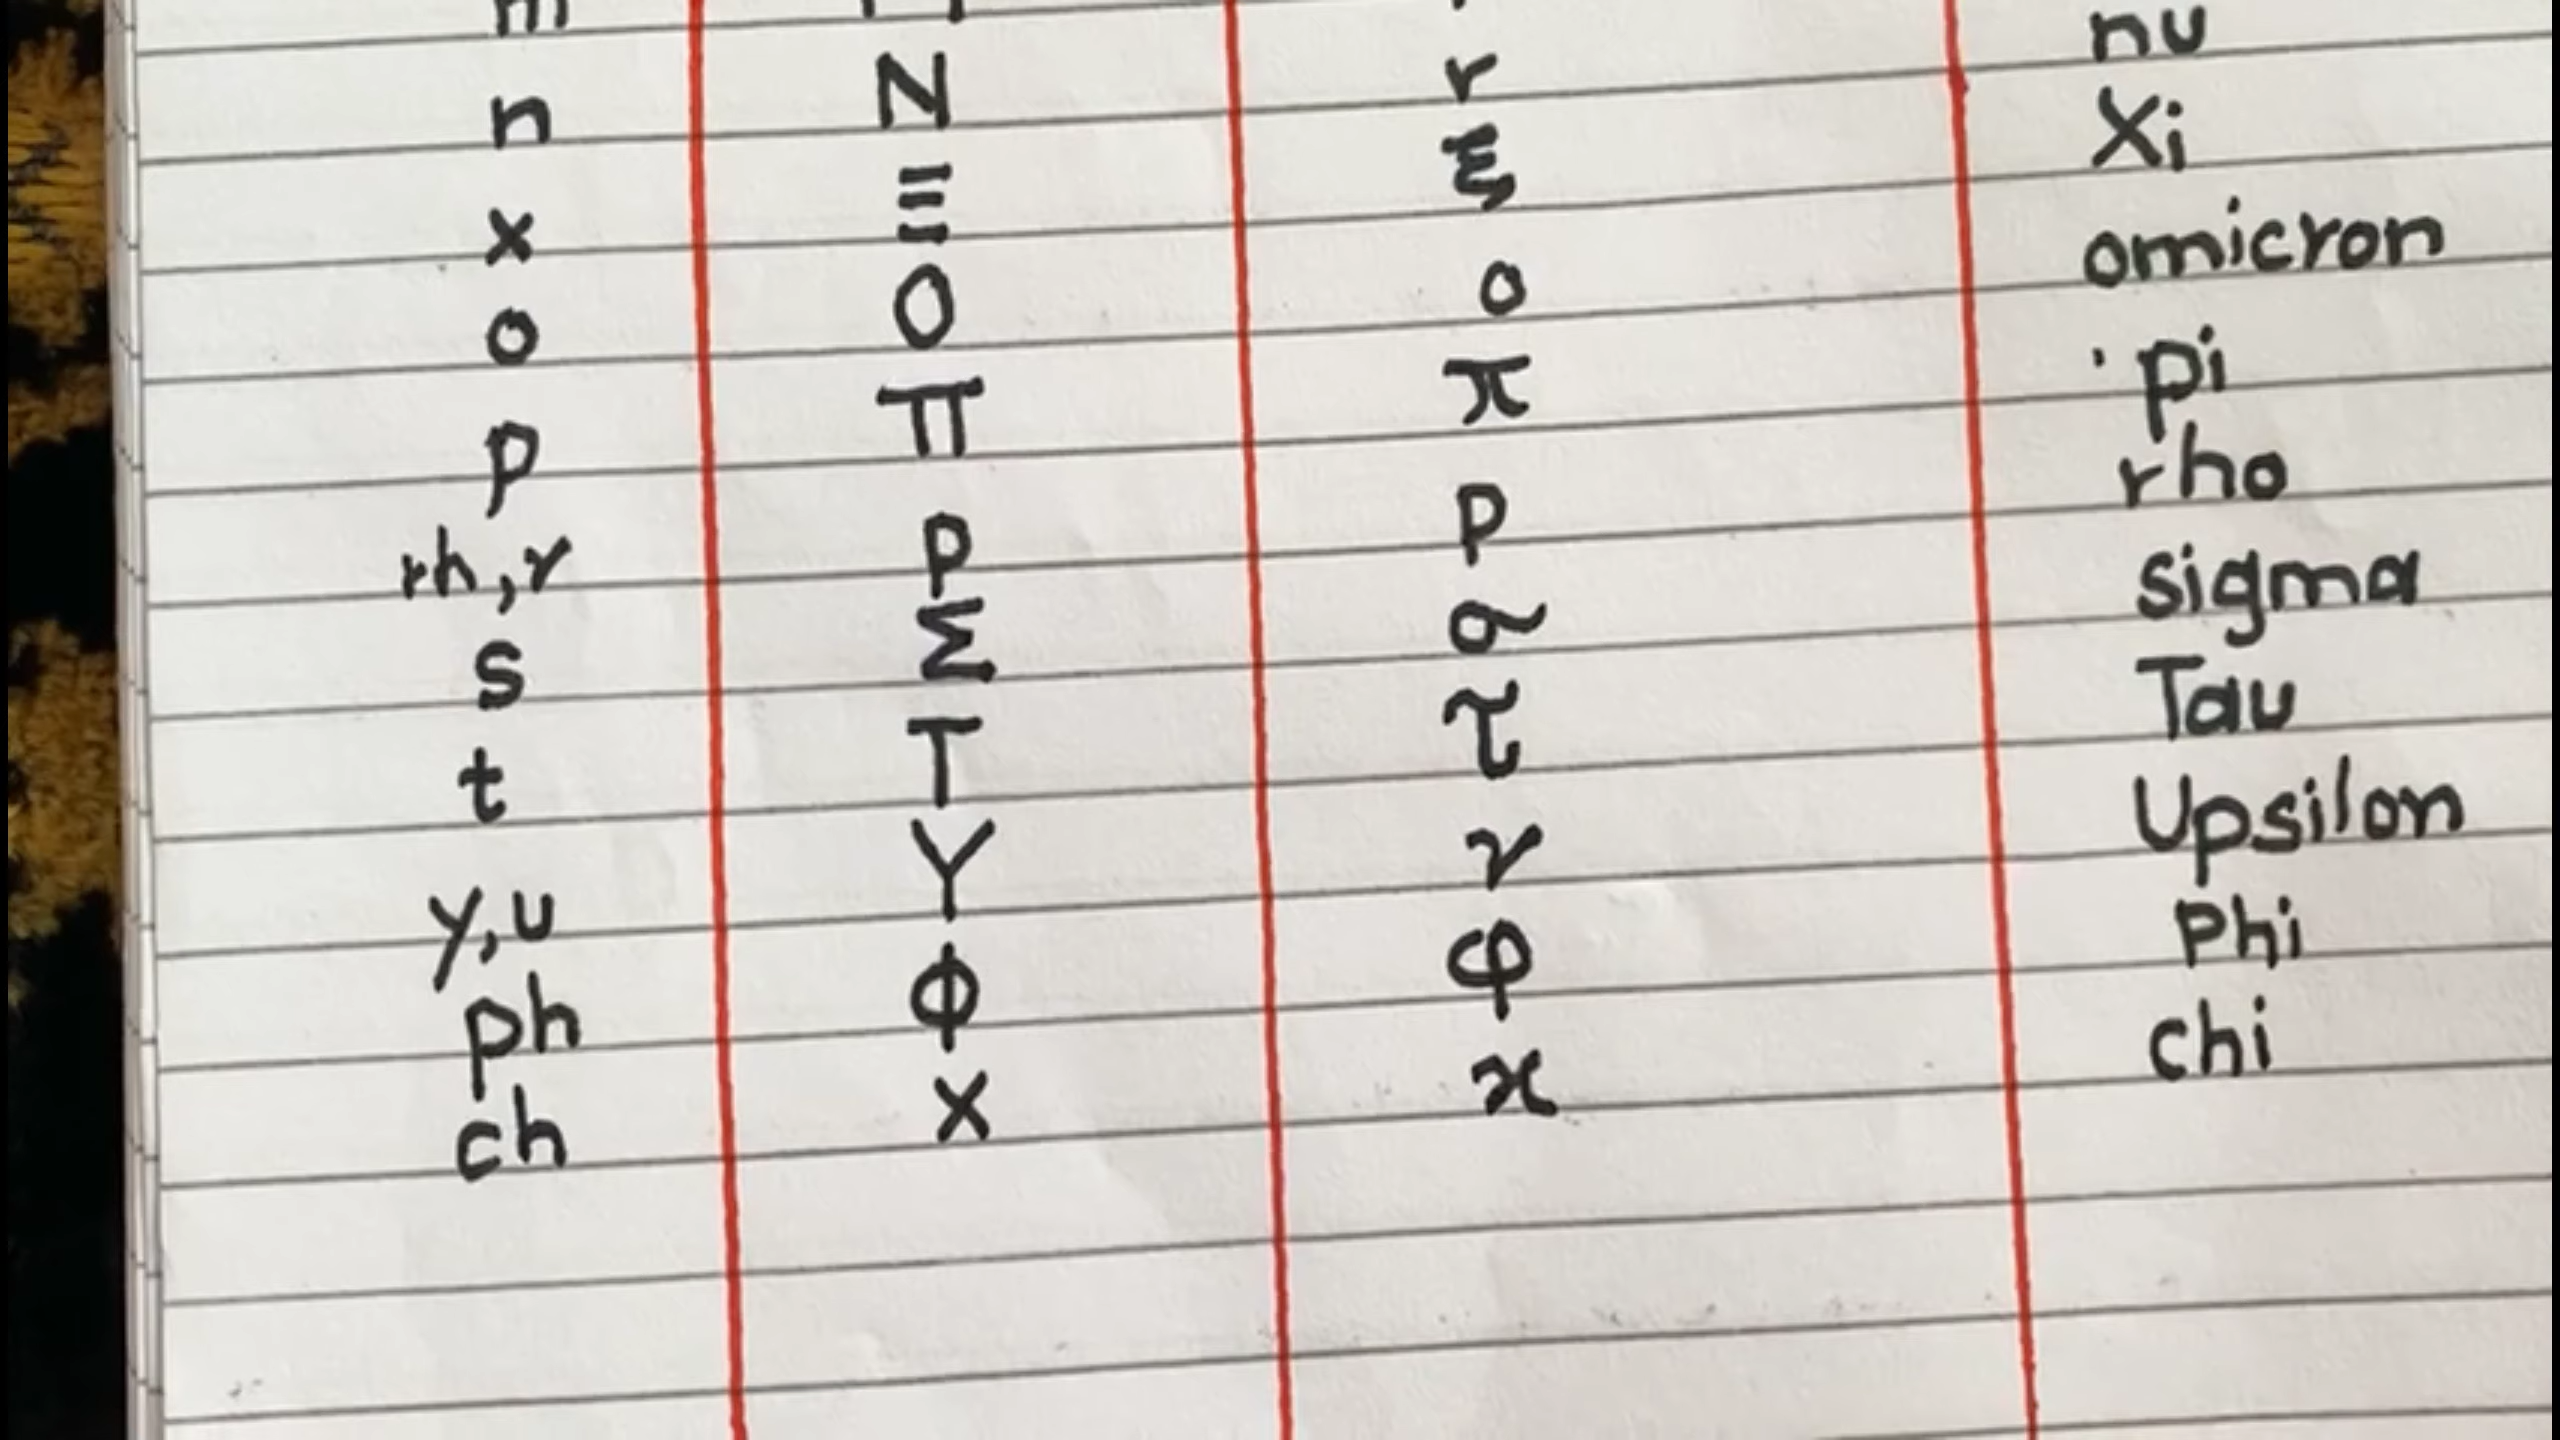 m
n N r nu
x Ξ ξ Xi
o O o omicron
p Π π pi
rh, r P p rho
s Σ σ sigma
t T τ Tau
y, u Y ν Upsilon
ph Φ φ Phi
ch X x chi